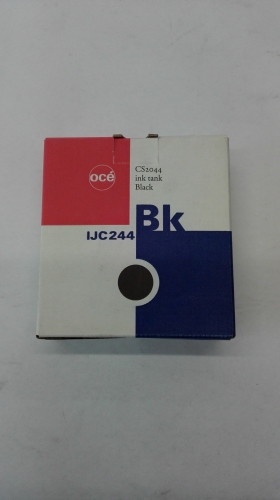 océ
CS2044
ink tank
Black
Bk
IJC244